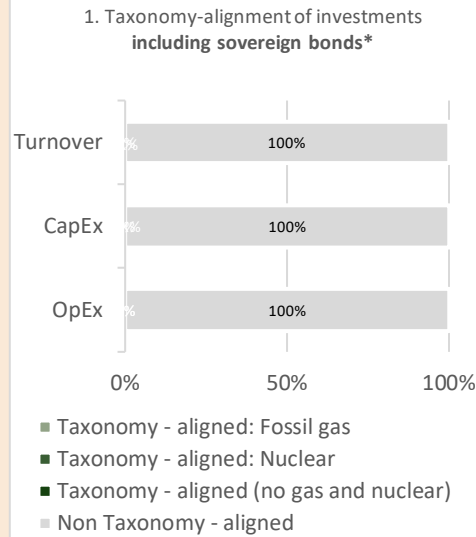 1. Taxonomy-alignment of investments
including sovereign bonds*
Turnover
100%
CapEx
100%
OpEx
100%
0% 50% 100%
Taxonomy - aligned: Fossil gas
Taxonomy - aligned: Nuclear
Taxonomy - aligned (no gas and nuclear)
Non Taxonomy - aligned